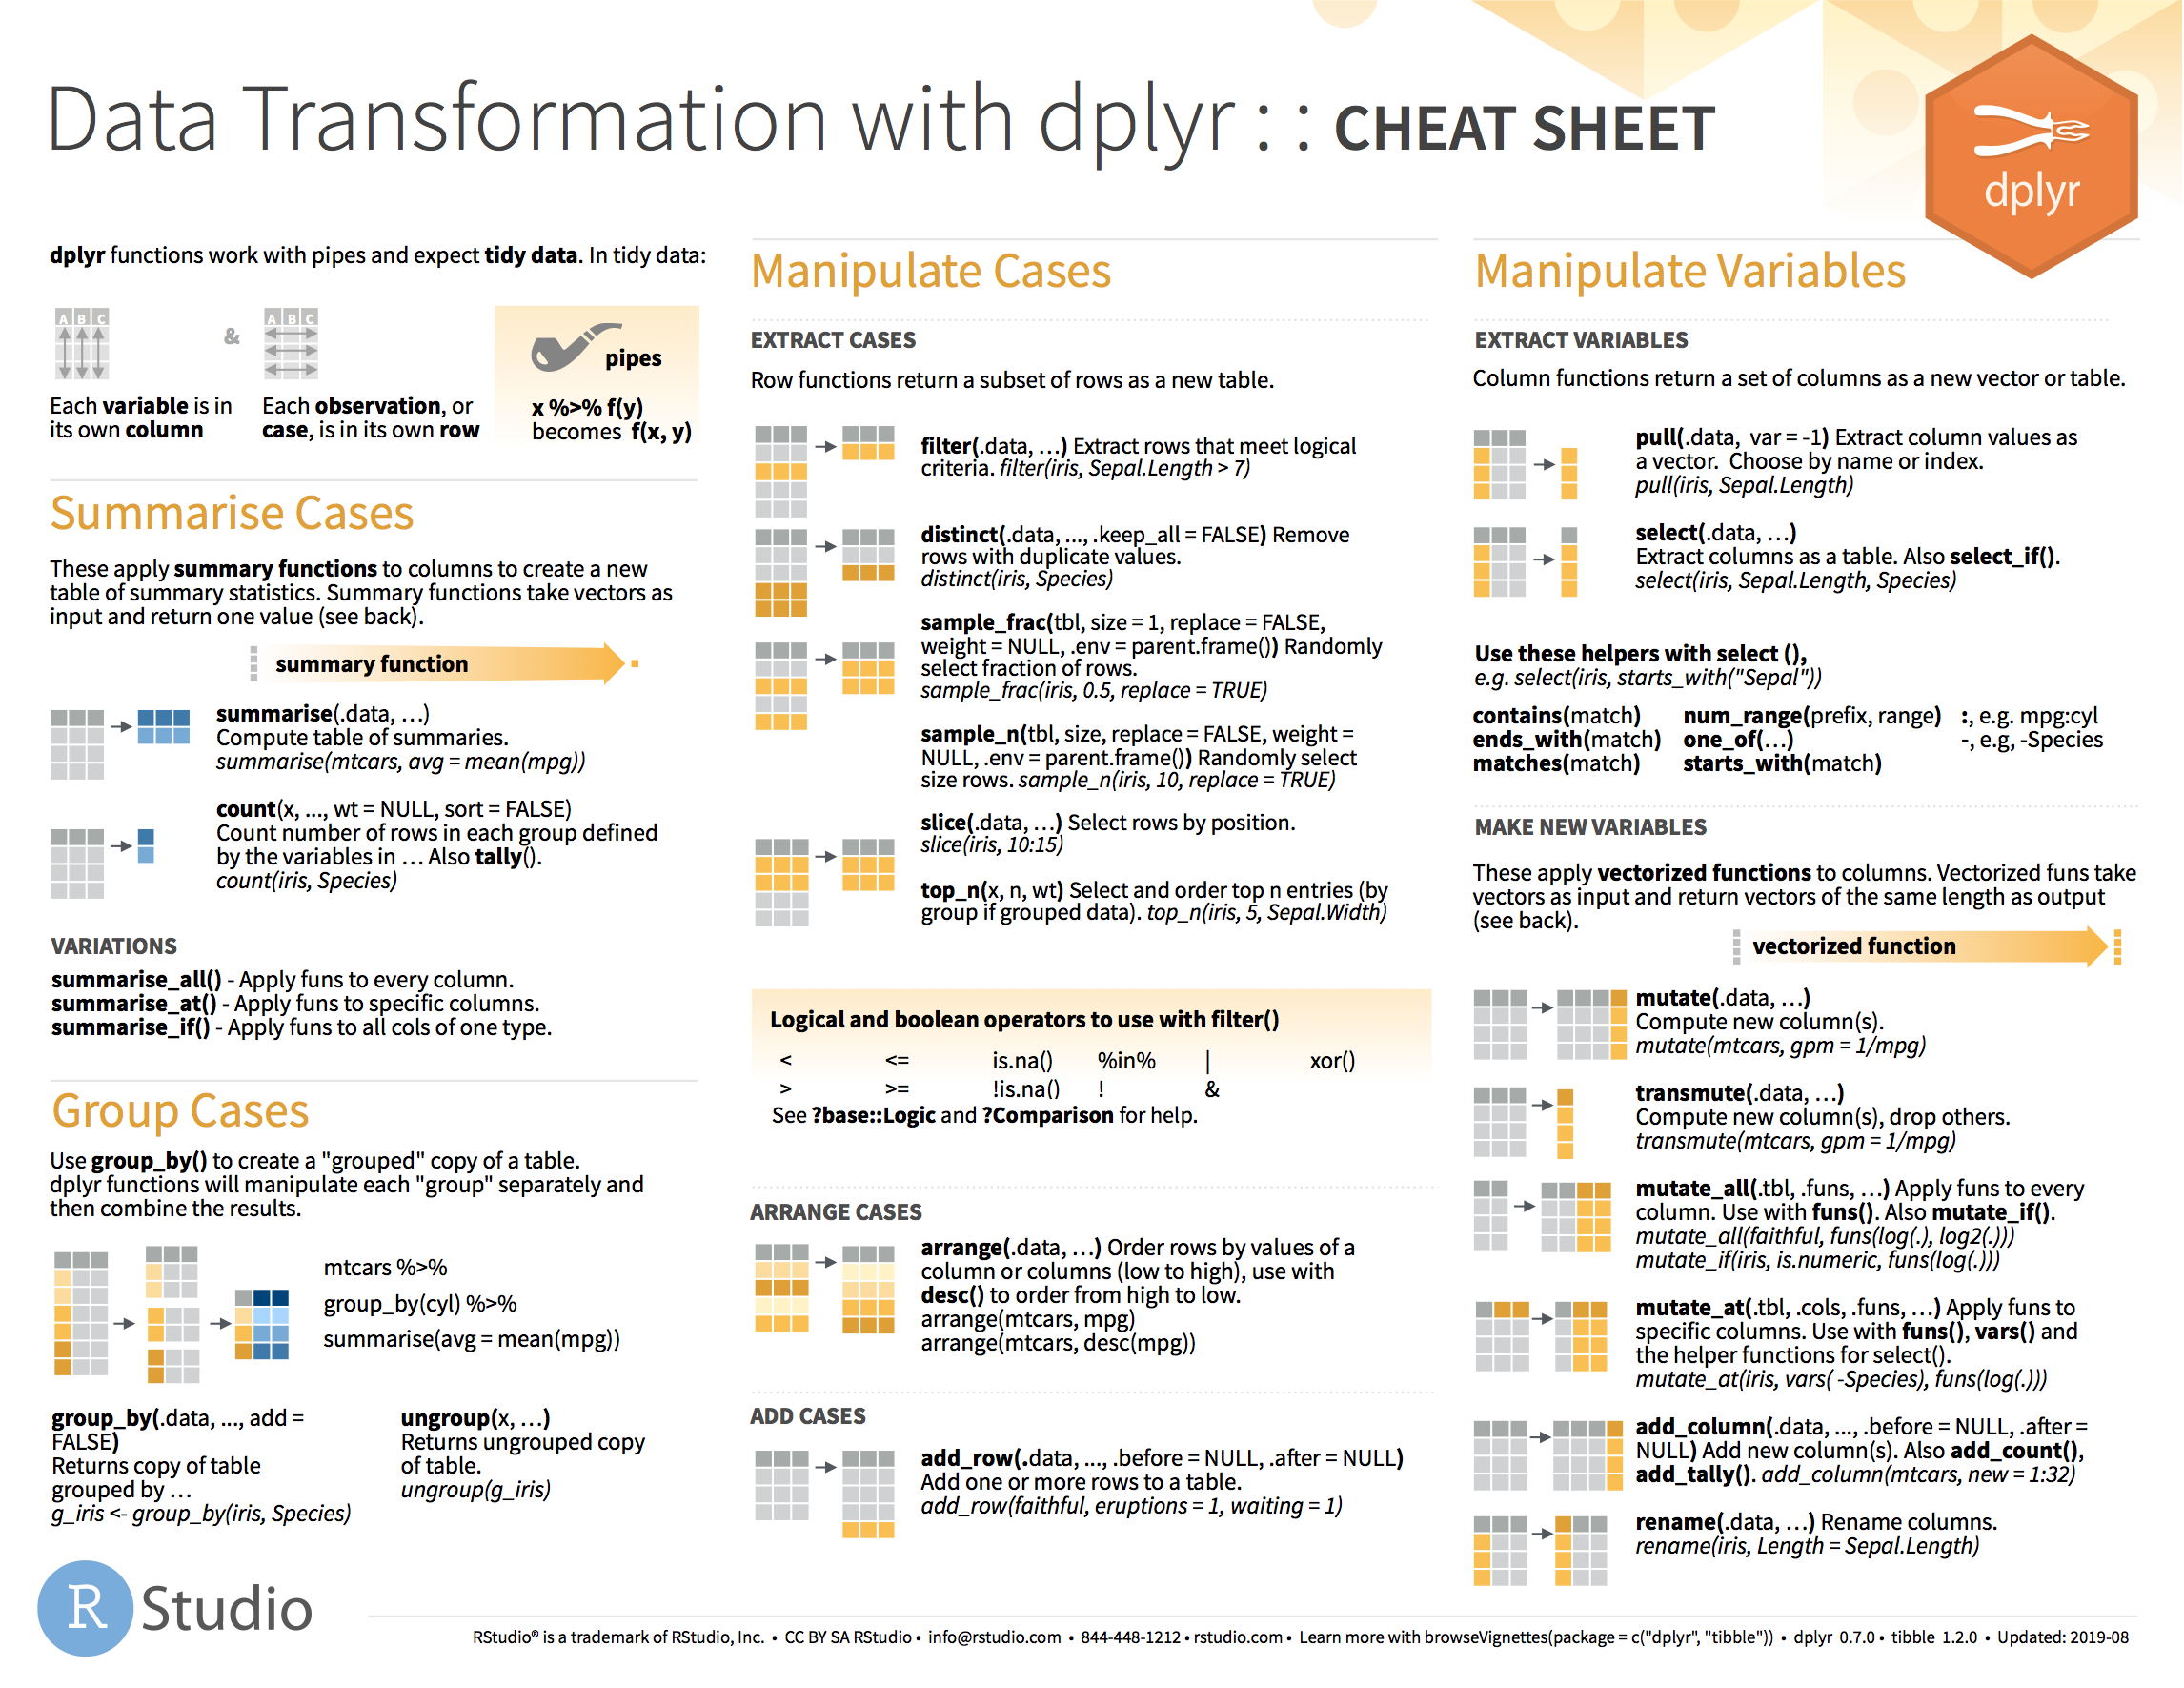 Data Transformation with dplyr : : CHEAT SHEET
dplyr
dplyr functions work with pipes and expect tidy data. In tidy data:
A B C
&
A B C
pipes
Each variable is in
its own column
Each observation, or
case, is in its own row
x %>% f(y)
becomes f(x, y)
Summarise Cases
These apply summary functions to columns to create a new
table of summary statistics. Summary functions take vectors as
input and return one value (see back).
summary function
summarise(.data, …)
Compute table of summaries.
summarise(mtcars, avg = mean(mpg))
count(x, ..., wt = NULL, sort = FALSE)
Count number of rows in each group defined
by the variables in … Also tally().
count(iris, Species)
VARIATIONS
summarise_all() - Apply funs to every column.
summarise_at() - Apply funs to specific columns.
summarise_if() - Apply funs to all cols of one type.
Group Cases
Use group_by() to create a "grouped" copy of a table.
dplyr functions will manipulate each "group" separately and
then combine the results.
mtcars %>%
group_by(cyl) %>%
summarise(avg = mean(mpg))
group_by(.data, ..., add =
FALSE)
Returns copy of table
grouped by …
g_iris <- group_by(iris, Species)
ungroup(x, …)
Returns ungrouped copy
of table.
ungroup(g_iris)
Manipulate Cases
EXTRACT CASES
Row functions return a subset of rows as a new table.
filter(.data, …) Extract rows that meet logical
criteria. filter(iris, Sepal.Length > 7)
distinct(.data, ..., .keep_all = FALSE) Remove
rows with duplicate values.
distinct(iris, Species)
sample_frac(tbl, size = 1, replace = FALSE,
weight = NULL, .env = parent.frame()) Randomly
select fraction of rows.
sample_frac(iris, 0.5, replace = TRUE)
sample_n(tbl, size, replace = FALSE, weight =
NULL, .env = parent.frame()) Randomly select
size rows. sample_n(iris, 10, replace = TRUE)
slice(.data, …) Select rows by position.
slice(iris, 10:15)
top_n(x, n, wt) Select and order top n entries (by
group if grouped data). top_n(iris, 5, Sepal.Width)
Logical and boolean operators to use with filter()
< <= is.na() %in% | xor()
> >= !is.na() ! &
See ?base::Logic and ?Comparison for help.
ARRANGE CASES
arrange(.data, …) Order rows by values of a
column or columns (low to high), use with
desc() to order from high to low.
arrange(mtcars, mpg)
arrange(mtcars, desc(mpg))
ADD CASES
add_row(.data, ..., .before = NULL, .after = NULL)
Add one or more rows to a table.
add_row(faithful, eruptions = 1, waiting = 1)
Manipulate Variables
EXTRACT VARIABLES
Column functions return a set of columns as a new vector or table.
pull(.data, var = -1) Extract column values as
a vector. Choose by name or index.
pull(iris, Sepal.Length)
select(.data, …)
Extract columns as a table. Also select_if().
select(iris, Sepal.Length, Species)
Use these helpers with select (),
e.g. select(iris, starts_with("Sepal"))
contains(match) num_range(prefix, range) :, e.g. mpg:cyl
ends_with(match) one_of(…) -, e.g, -Species
matches(match) starts_with(match)
MAKE NEW VARIABLES
These apply vectorized functions to columns. Vectorized funs take
vectors as input and return vectors of the same length as output
(see back).
vectorized function
mutate(.data, …)
Compute new column(s).
mutate(mtcars, gpm = 1/mpg)
transmute(.data, …)
Compute new column(s), drop others.
transmute(mtcars, gpm = 1/mpg)
mutate_all(.tbl, .funs, …) Apply funs to every
column. Use with funs(). Also mutate_if().
mutate_all(faithful, funs(log(.), log2(.)))
mutate_if(iris, is.numeric, funs(log(.)))
mutate_at(.tbl, .cols, .funs, …) Apply funs to
specific columns. Use with funs(), vars() and
the helper functions for select().
mutate_at(iris, vars( -Species), funs(log(.)))
add_column(.data, ..., .before = NULL, .after =
NULL) Add new column(s). Also add_count(),
add_tally(). add_column(mtcars, new = 1:32)
rename(.data, …) Rename columns.
rename(iris, Length = Sepal.Length)
R Studio
RStudio® is a trademark of RStudio, Inc. • CC BY SA RStudio • info@rstudio.com • 844-448-1212 • rstudio.com • Learn more with browseVignettes(package = c("dplyr", "tibble")) • dplyr 0.7.0 • tibble 1.2.0 • Updated: 2019-08